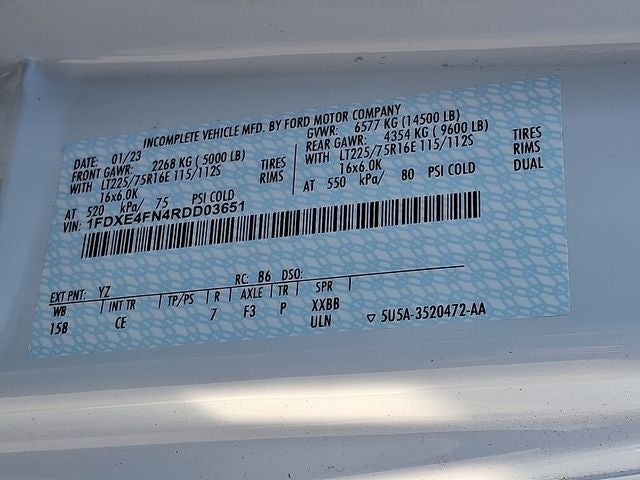 INCOMPLETE VEHICLE MFD. BY FORD MOTOR COMPANY
DATE: 01/23 GVWR: 6577 KG (14500 LB)
FRONT GAWR: 2268 KG ( 5000 LB) REAR GAWR: 4354 KG ( 9600 LB)
WITH LT225/75R16E 115/112S TIRES WITH LT225/75R16E 115/112S TIRES
16x6.0K RIMS 16x6.0K RIMS
AT 520 kPa/ 75 PSI COLD AT 550 kPa/ 80 PSI COLD DUAL
VIN: 1FDXE4FN4RDD03651
EXT PNT: YZ RC: 86 DSO:
WB INT TR TP/PS R AXLE TR SPR
15B CE 7 F3 P XXBB
ULN ▽ 5U5A-3520472-AA